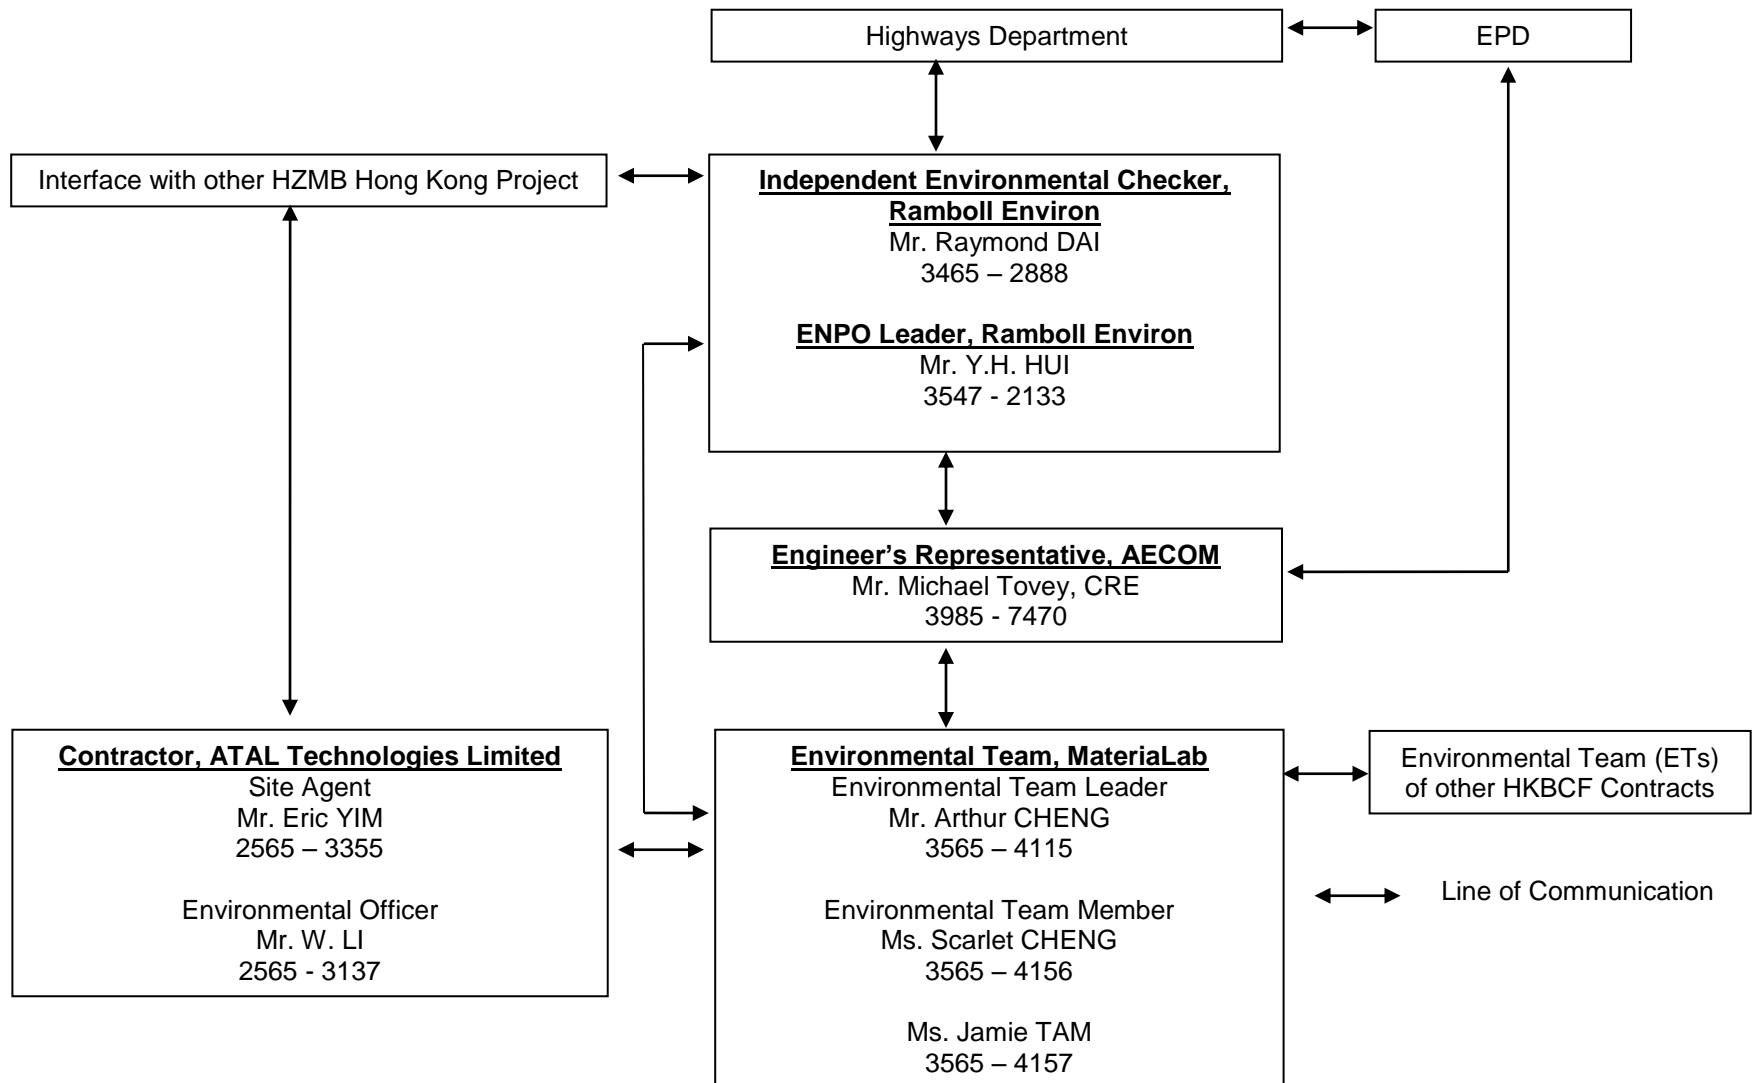 Highways Department
EPD
Interface with other HZMB Hong Kong Project
Independent Environmental Checker,
Ramboll Environ
Mr. Raymond DAI
3465 – 2888
ENPO Leader, Ramboll Environ
Mr. Y.H. HUI
3547 - 2133
Engineer’s Representative, AECOM
Mr. Michael Tovey, CRE
3985 - 7470
Contractor, ATAL Technologies Limited
Site Agent
Mr. Eric YIM
2565 – 3355
Environmental Officer
Mr. W. LI
2565 - 3137
Environmental Team, MateriaLab
Environmental Team Leader
Mr. Arthur CHENG
3565 – 4115
Environmental Team Member
Ms. Scarlet CHENG
3565 – 4156
Ms. Jamie TAM
3565 – 4157
Environmental Team (ETs)
of other HKBCF Contracts
Line of Communication